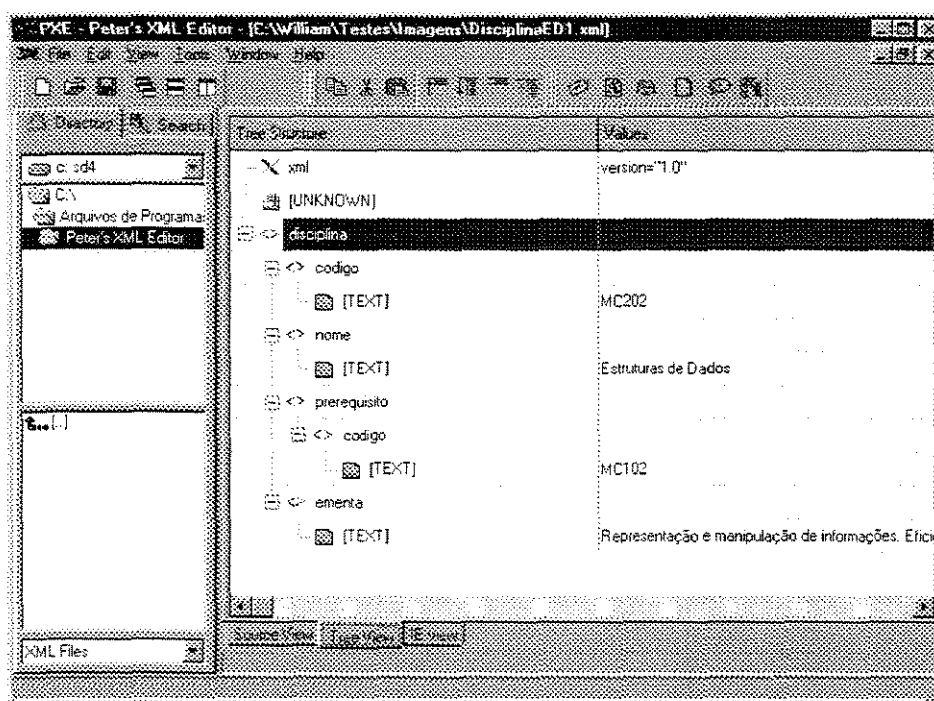 PXE - Peter's XML Editor - [E:\William\Testes\Imagens\DisciplinaED1.xml]
File Edit View Tools Window Help
Directory Search
Tree Structure Values
c: sd4
C:\
Arquivos de Programa
Peter's XML Editor
[..]
XML Files
xml version="1.0"
[UNKNOWN]
disciplina
codigo
[TEXT] MC202
nome
[TEXT] Estruturas de Dados
prerequisito
codigo
[TEXT] MC102
ementa
[TEXT] Representação e manipulação de informações. Efici
Source View Tree View IE View